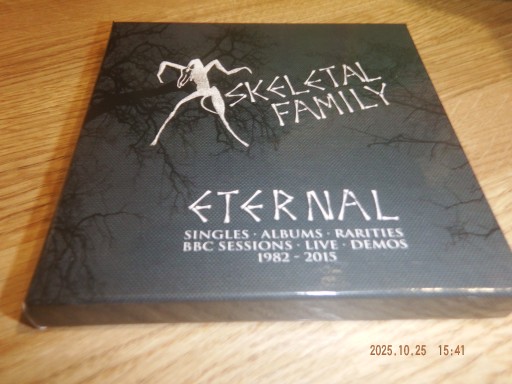 SKELETAL
FAMILY
ETERNAL
SINGLES · ALBUMS · RARITIES
BBC SESSIONS · LIVE · DEMOS
1982 - 2015
2025.10.25 15:41